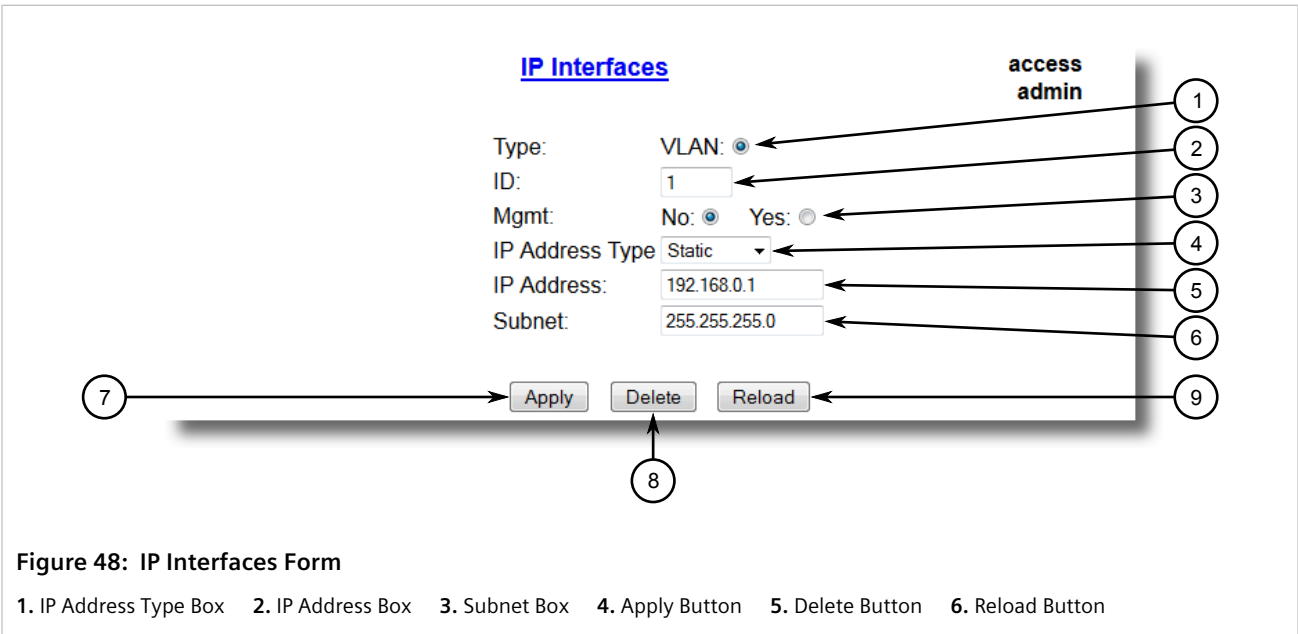 IP Interfaces
access
admin
1
Type: VLAN:
2
ID: 1
3
Mgmt: No: Yes:
4
IP Address Type Static
IP Address: 192.168.0.1
5
Subnet: 255.255.255.0
6
7
Apply Delete Reload
9
8
Figure 48: IP Interfaces Form
1. IP Address Type Box 2. IP Address Box 3. Subnet Box 4. Apply Button 5. Delete Button 6. Reload Button